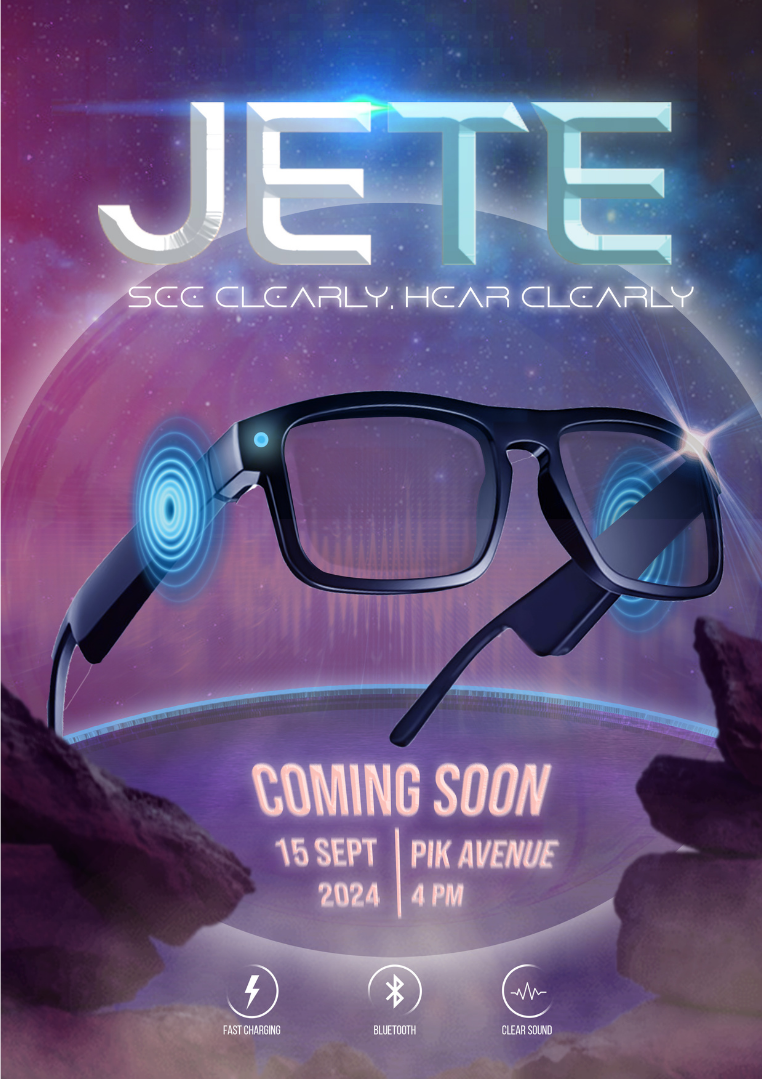 JETE
SEE CLEARLY, HEAR CLEARLY
COMING SOON
15 SEPT
2024
PIK AVENUE
4 PM
FAST CHARGING
BLUETOOTH
CLEAR SOUND